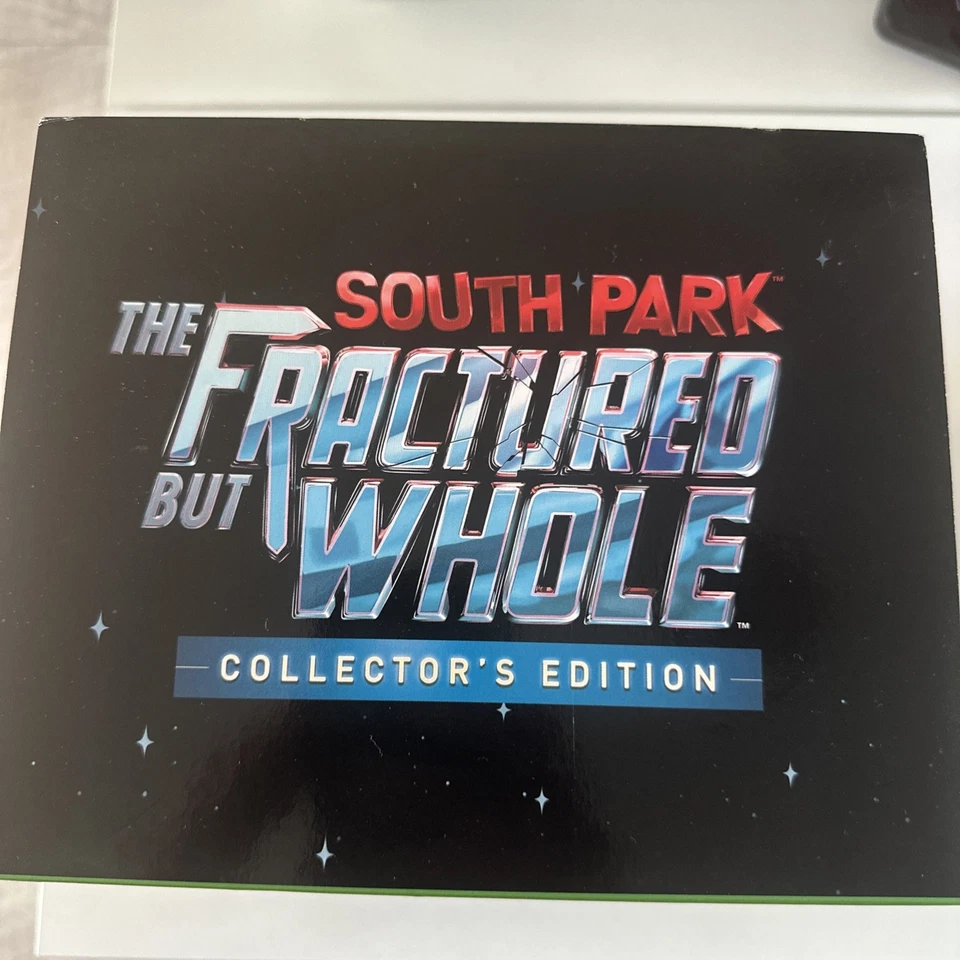 SOUTH PARK™
THE FRACTURED
BUT WHOLE™
COLLECTOR'S EDITION